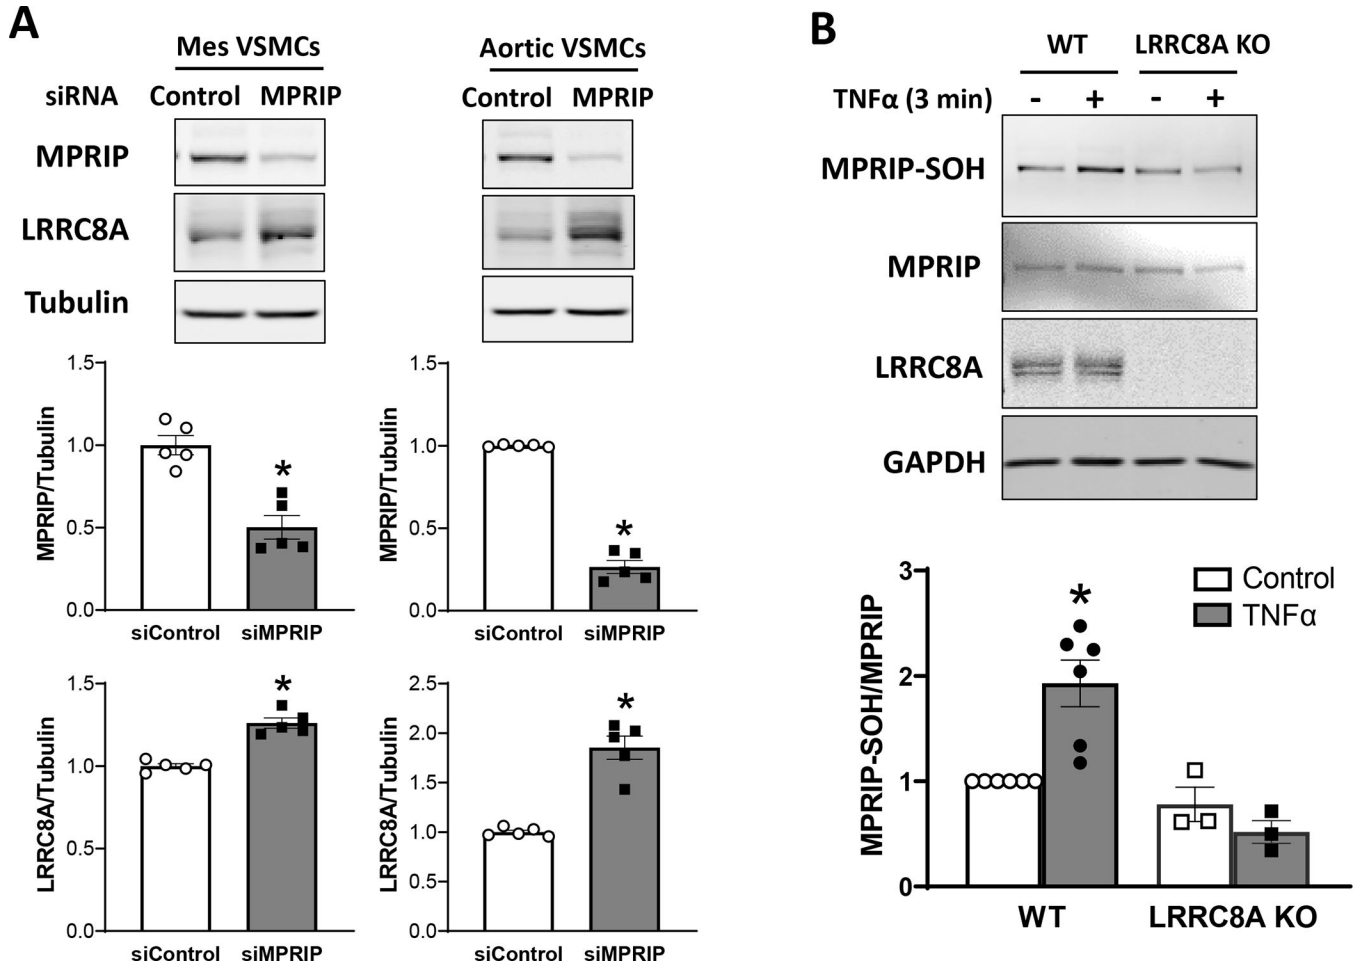 A
Mes VSMCs
Aortic VSMCs
siRNA Control MPRIP
Control MPRIP
MPRIP
LRRC8A
Tubulin
MPRIP/Tubulin
1.5
1.0
0.5
0.0
siControl siMPRIP
*
MPRIP/Tubulin
1.5
1.0
0.5
0.0
siControl siMPRIP
*
LRRC8A/Tubulin
1.5
1.0
0.5
0.0
siControl siMPRIP
*
LRRC8A/Tubulin
2.5
2.0
2.5
1.0
0.5
0.0
siControl siMPRIP
*
B
WT LRRC8A KO
TNFα (3 min) - + - +
MPRIP-SOH
MPRIP
LRRC8A
GAPDH
MPRIP-SOH/MPRIP
3
2
1
0
*
Control
TNFα
WT LRRC8A KO